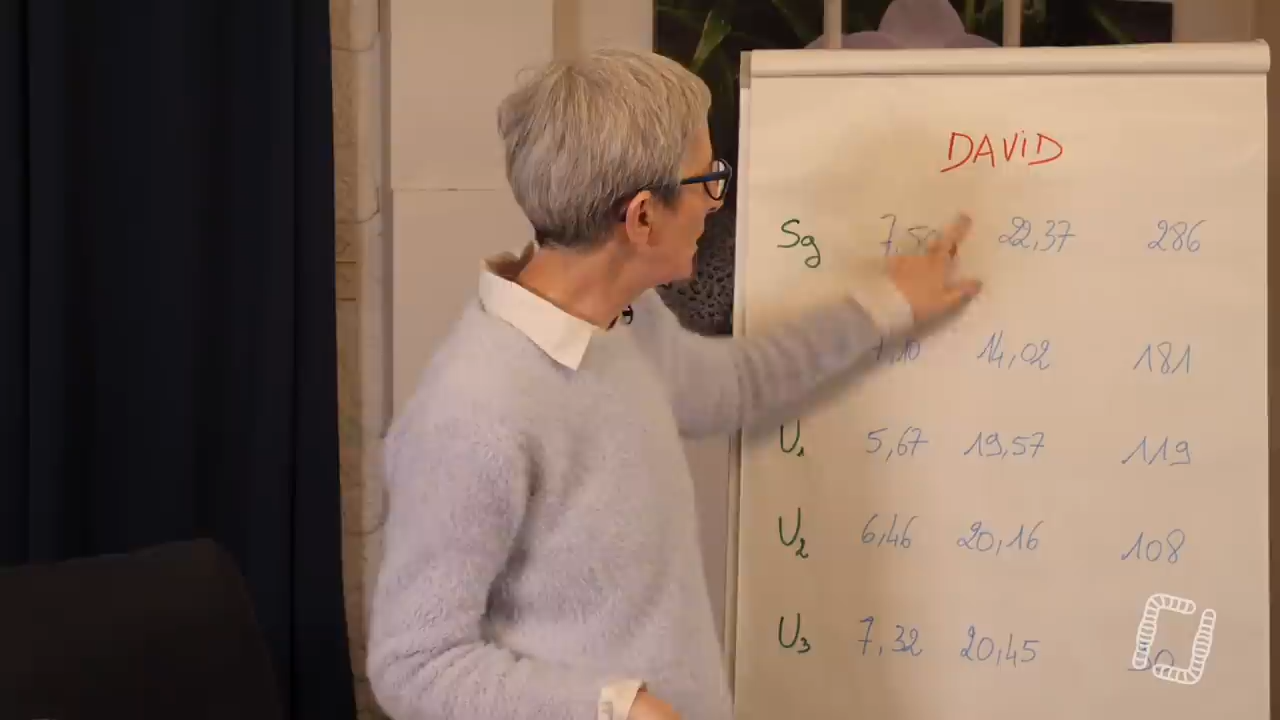 DAViD
Sg 22,37 286
14,02 181
U1 5,67 19,57 119
U2 6,46 20,16 108
U3 7,32 20,45